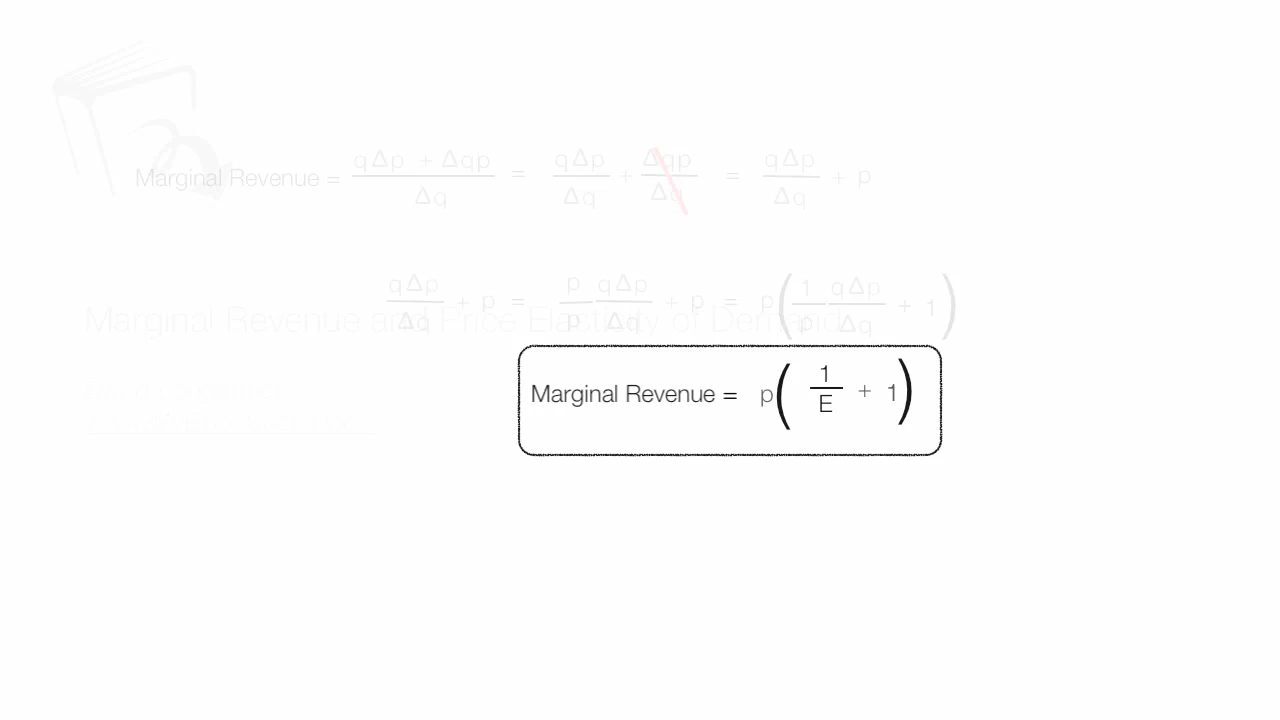 Marginal Revenue = qΔp + Δqp / Δq = qΔp / Δq + Δqp / Δq = qΔp / Δq + p
qΔp / Δq + p = p / p qΔp / Δq + p = p ( 1 / p qΔp / Δq + 1 )
Marginal Revenue and Price Elasticity of Demand
Marginal Revenue = p ( 1 / E + 1 )